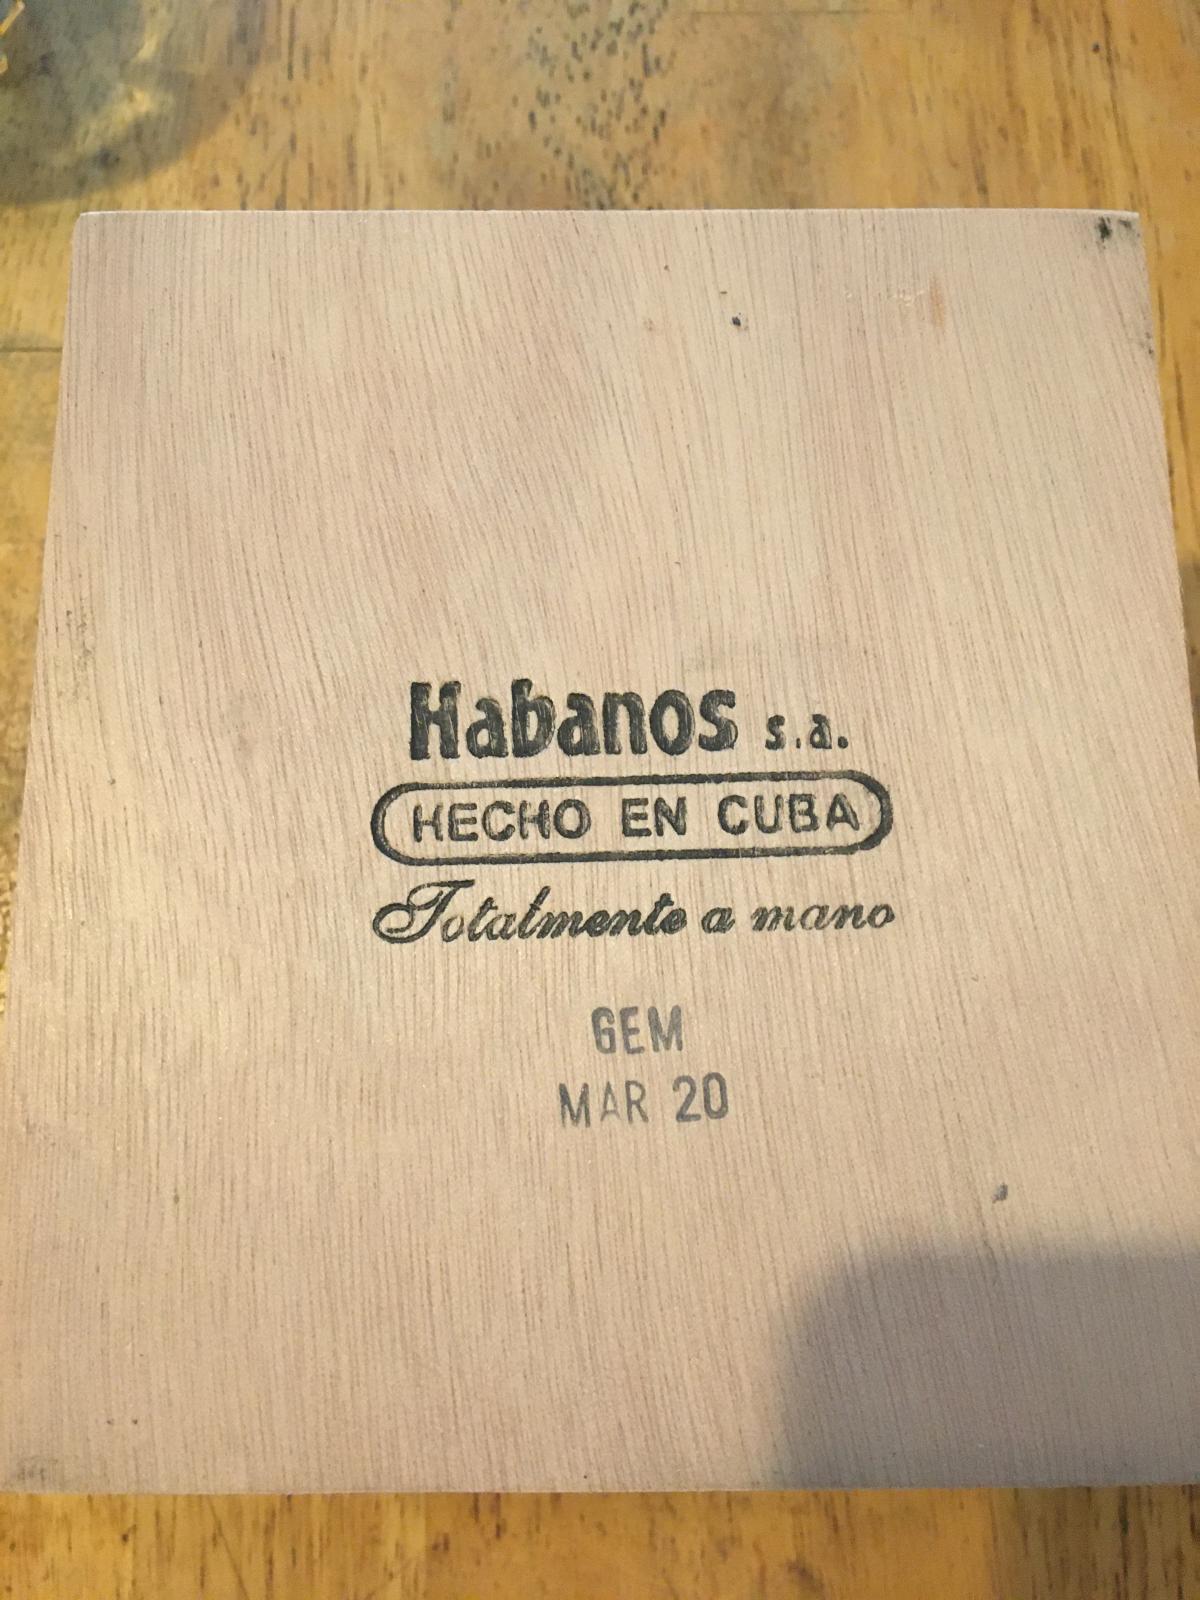 Habanos s.a.
HECHO EN CUBA
Totalmente a mano
GEM
MAR 20